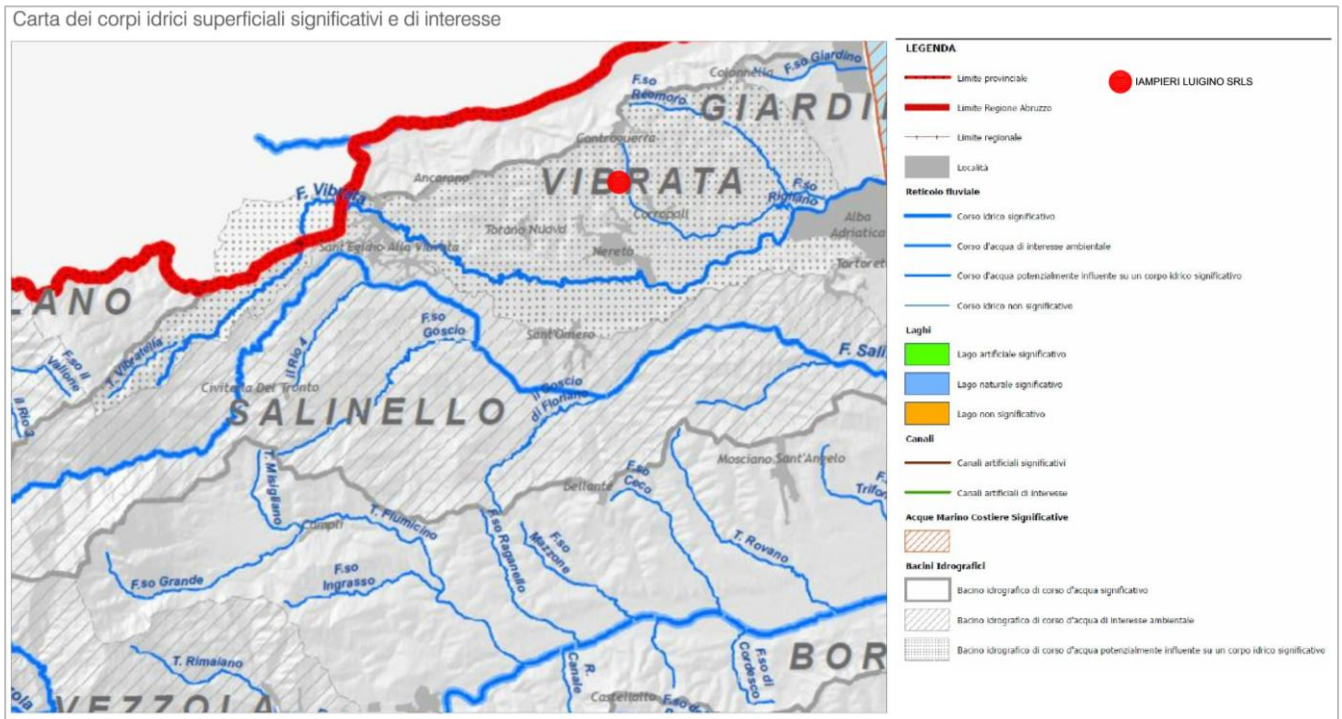 Carta dei corpi idrici superficiali significativi e di interesse
F.so Giardino
Colonnella
F.so
Reomoro
GIARDI
Controguerra
Ancarano
VIBRATA
F. Vibrata
F.so
Rigliano
Corropoli
Torano Nuovo
Alba
Adriatica
Sant'Egidio Alla Vibrata
Nereto
Tortoret
LANO
F.so
Goscio
Sant'Omero
F.so il
Vallone
T. Vibratella
il Rio 4
F. Sali
Civitella Del Tronto
il Goscio
di Floriano
il Rio 3
SALINELLO
T. Misigliano
Mosciano Sant'Angelo
F.so
Ceco
Bellante
F.so
Trifor
Campli
T. Fiumicino
F.so Raganello
F.so
Mazzone
T. Rovano
F.so Grande
F.so
Ingrasso
T. Rimaiano
R.
Canale
F.so di
Cordesco
BOR
VEZZOLA
Castellalto
LEGENDA
Limite provinciale
IAMPIERI LUIGINO SRLS
Limite Regione Abruzzo
Limite regionale
Località
Reticolo fluviale
Corso idrico significativo
Corso d'acqua di interesse ambientale
Corso d'acqua potenzialmente influente su un corpo idrico significativo
Corso idrico non significativo
Laghi
Lago artificiale significativo
Lago naturale significativo
Lago non significativo
Canali
Canali artificiali significativi
Canali artificiali di interesse
Acque Marino Costiere Significative
Bacini Idrografici
Bacino idrografico di corso d'acqua significativo
Bacino idrografico di corso d'acqua di interesse ambientale
Bacino idrografico di corso d'acqua potenzialmente influente su un corpo idrico significativo